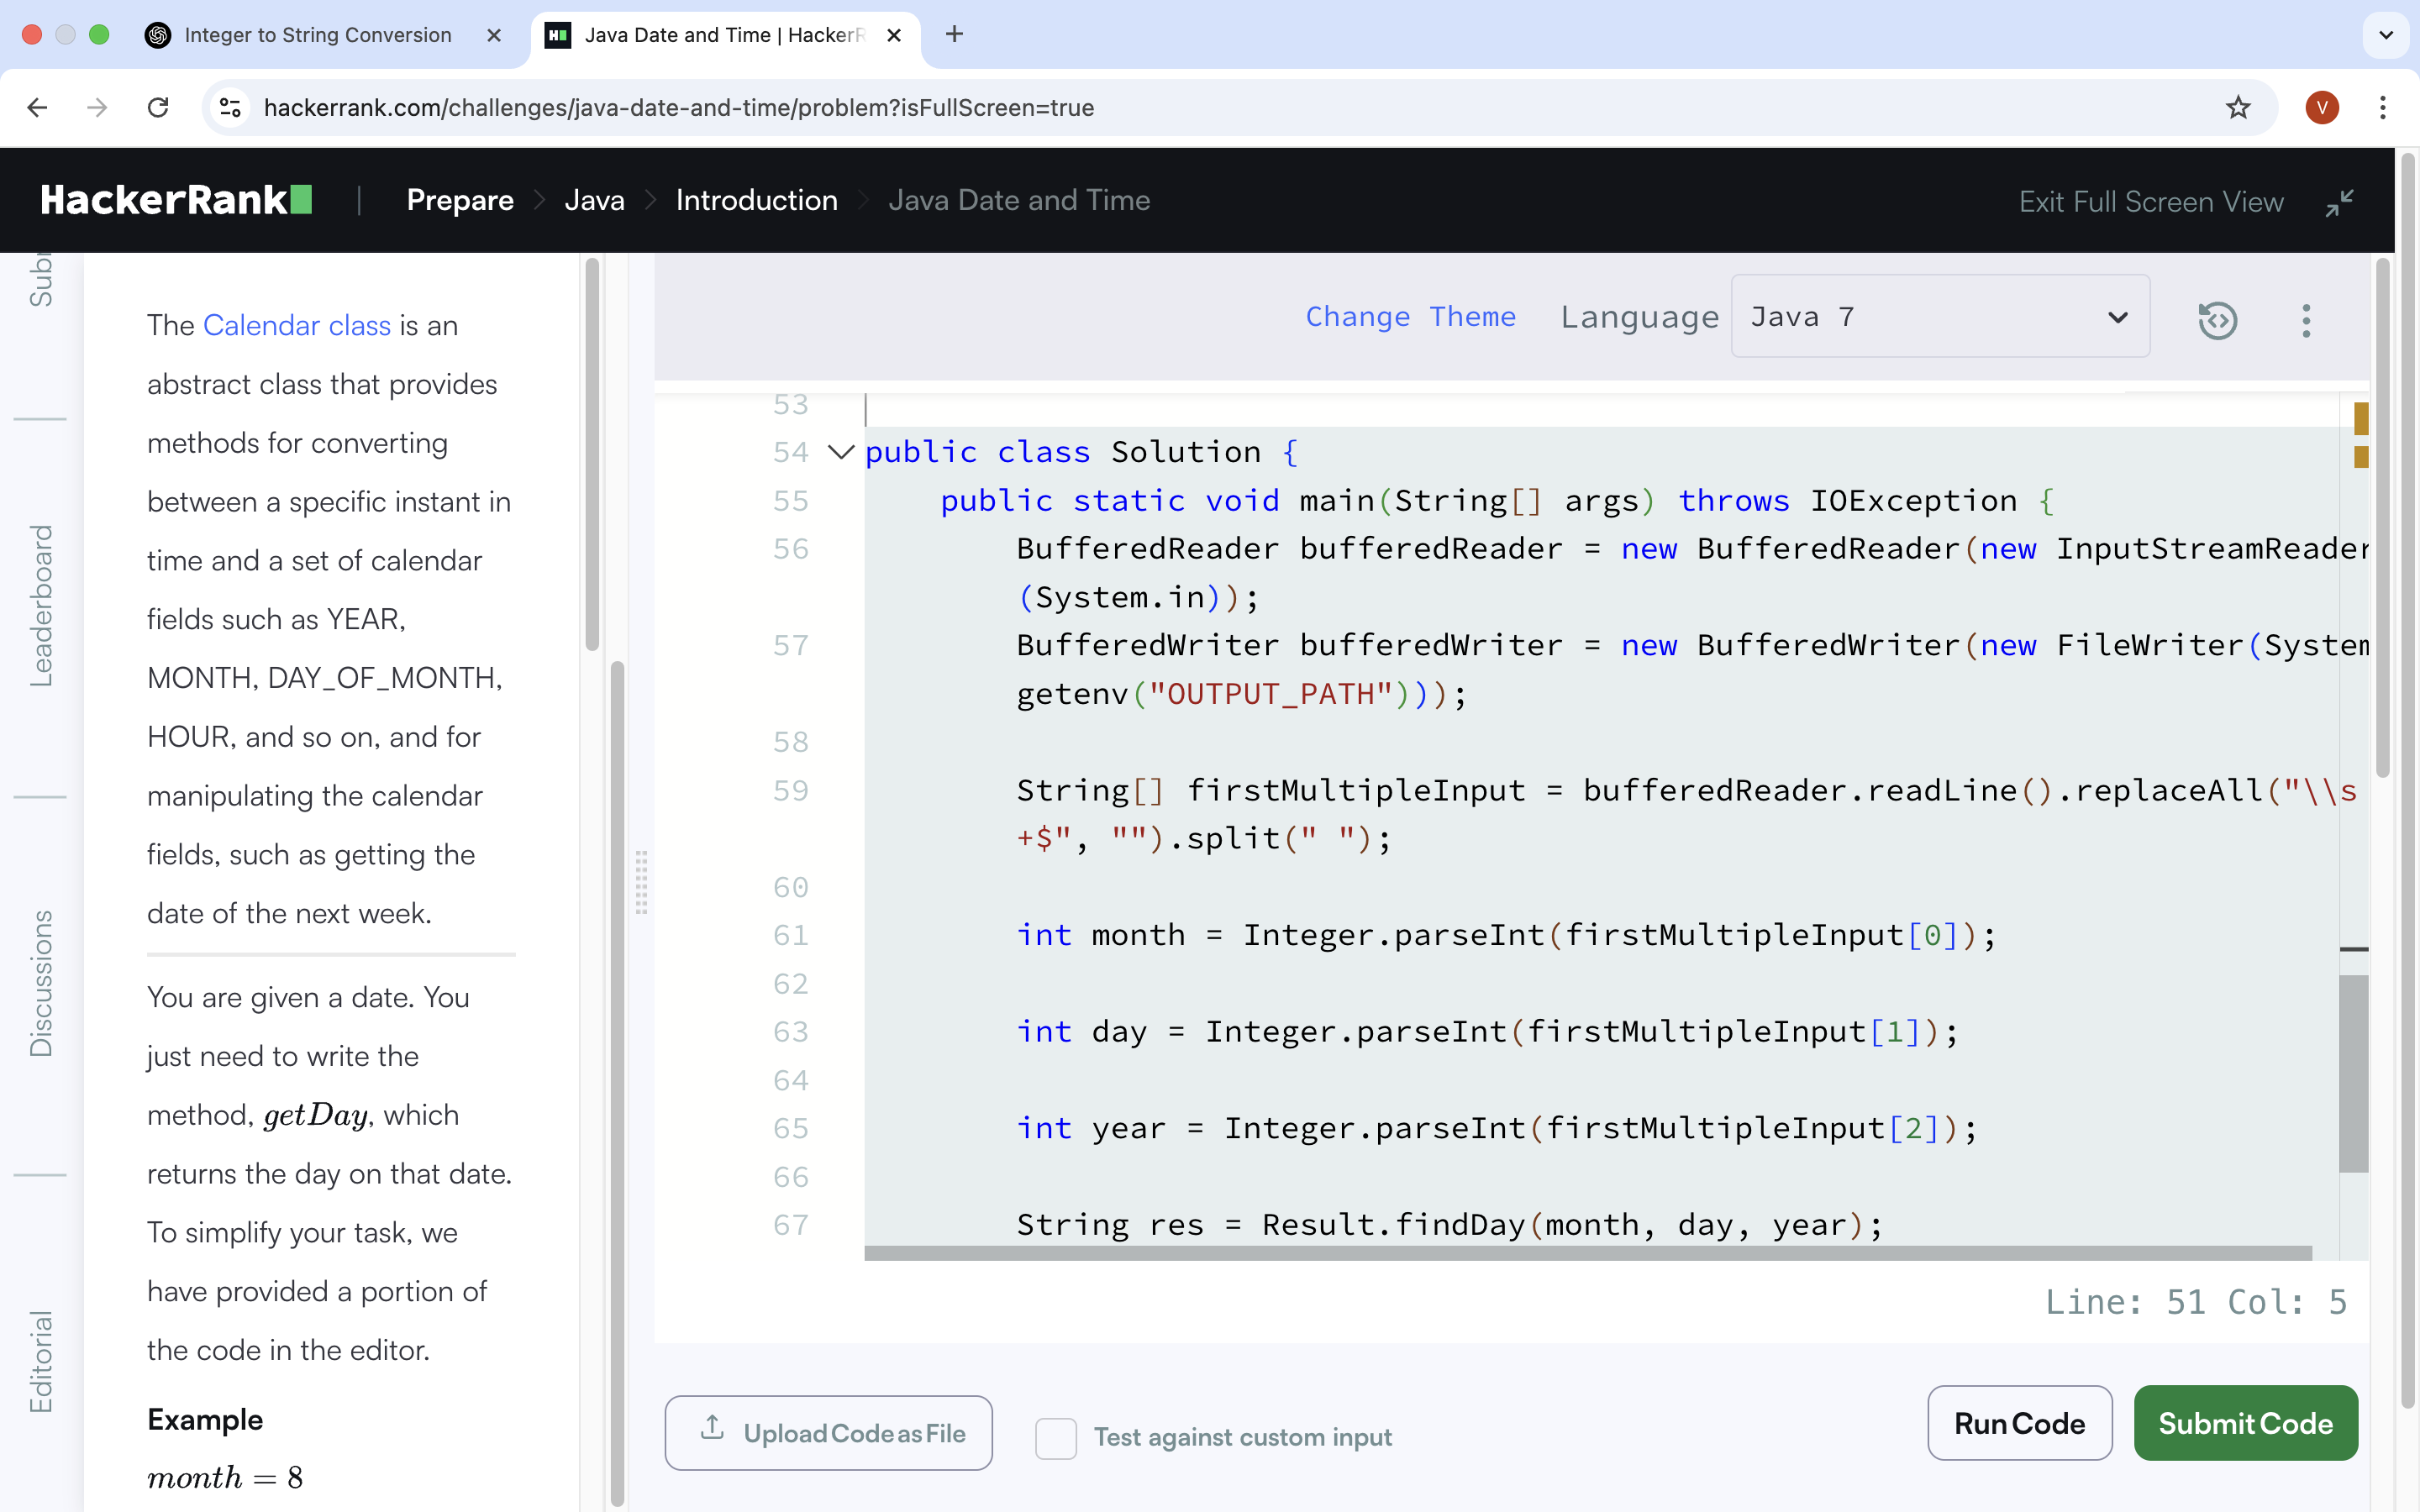 Integer to String Conversion
Java Date and Time | HackerR
hackerrank.com/challenges/java-date-and-time/problem?isFullScreen=true
V
HackerRank
Prepare
Java
Introduction
Java Date and Time
Exit Full Screen View
Leaderboard
Discussions
Editorial
The Calendar class is an
abstract class that provides
methods for converting
between a specific instant in
time and a set of calendar
fields such as YEAR,
MONTH, DAY_OF_MONTH,
HOUR, and so on, and for
manipulating the calendar
fields, such as getting the
date of the next week.
You are given a date. You
just need to write the
method, getDay, which
returns the day on that date.
To simplify your task, we
have provided a portion of
the code in the editor.
Example
month = 8
Change Theme
Language
Java 7
53
54 public class Solution {
55 public static void main(String[] args) throws IOException {
56 BufferedReader bufferedReader = new BufferedReader(new InputStreamReader
(System.in));
57 BufferedWriter bufferedWriter = new BufferedWriter(new FileWriter(System
getenv("OUTPUT_PATH")));
58
59 String[] firstMultipleInput = bufferedReader.readLine().replaceAll("\\s
+$", "").split(" ");
60
61 int month = Integer.parseInt(firstMultipleInput[0]);
62
63 int day = Integer.parseInt(firstMultipleInput[1]);
64
65 int year = Integer.parseInt(firstMultipleInput[2]);
66
67 String res = Result.findDay(month, day, year);
Line: 51 Col: 5
Upload Code as File
Test against custom input
Run Code
Submit Code